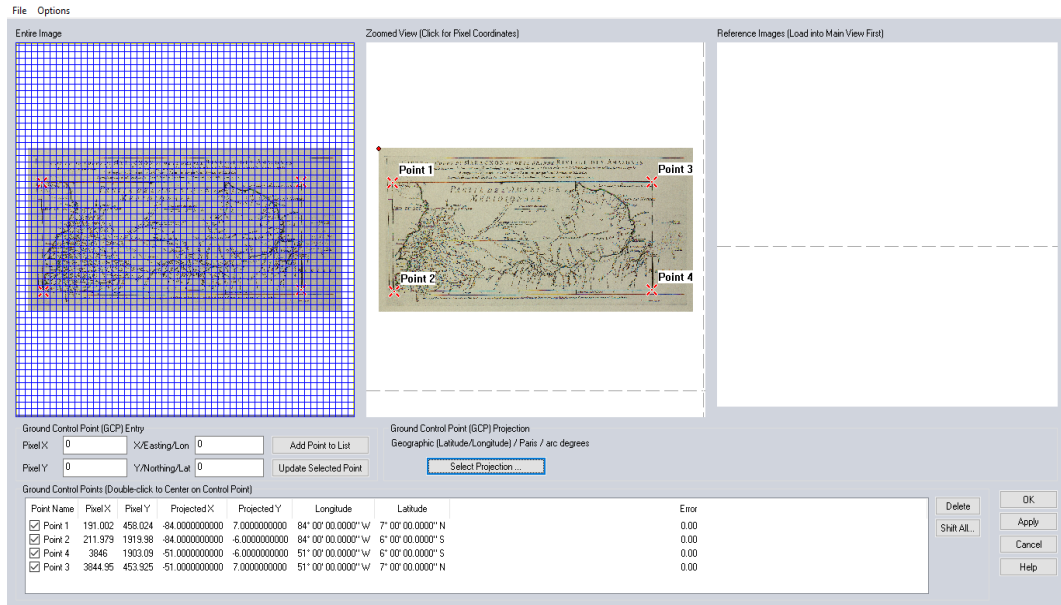 File Options
Entire Image
Zoomed View (Click for Pixel Coordinates)
Reference Images (Load into Main View First)
Point 1
Point 3
Point 2
Point 4
Ground Control Point (GCP) Entry
Pixel X 0 X/Easting/Lon 0 Add Point to List
Pixel Y 0 Y/Northing/Lat 0 Update Selected Point
Ground Control Point (GCP) Projection
Geographic (Latitude/Longitude) / Paris / arc degrees
Select Projection ...
Ground Control Points (Double-click to Center on Control Point)
Point Name Pixel X Pixel Y Projected X Projected Y Longitude Latitude Error
Point 1 191.002 458.024 -84.0000000000 7.0000000000 84° 00' 00.0000" W 7° 00' 00.0000" N 0.00
Point 2 211.979 1919.98 -84.0000000000 -6.0000000000 84° 00' 00.0000" W 6° 00' 00.0000" S 0.00
Point 4 3846 1903.09 -51.0000000000 -6.0000000000 51° 00' 00.0000" W 6° 00' 00.0000" S 0.00
Point 3 3844.95 453.925 -51.0000000000 7.0000000000 51° 00' 00.0000" W 7° 00' 00.0000" N 0.00
Delete
Shift All...
OK
Apply
Cancel
Help